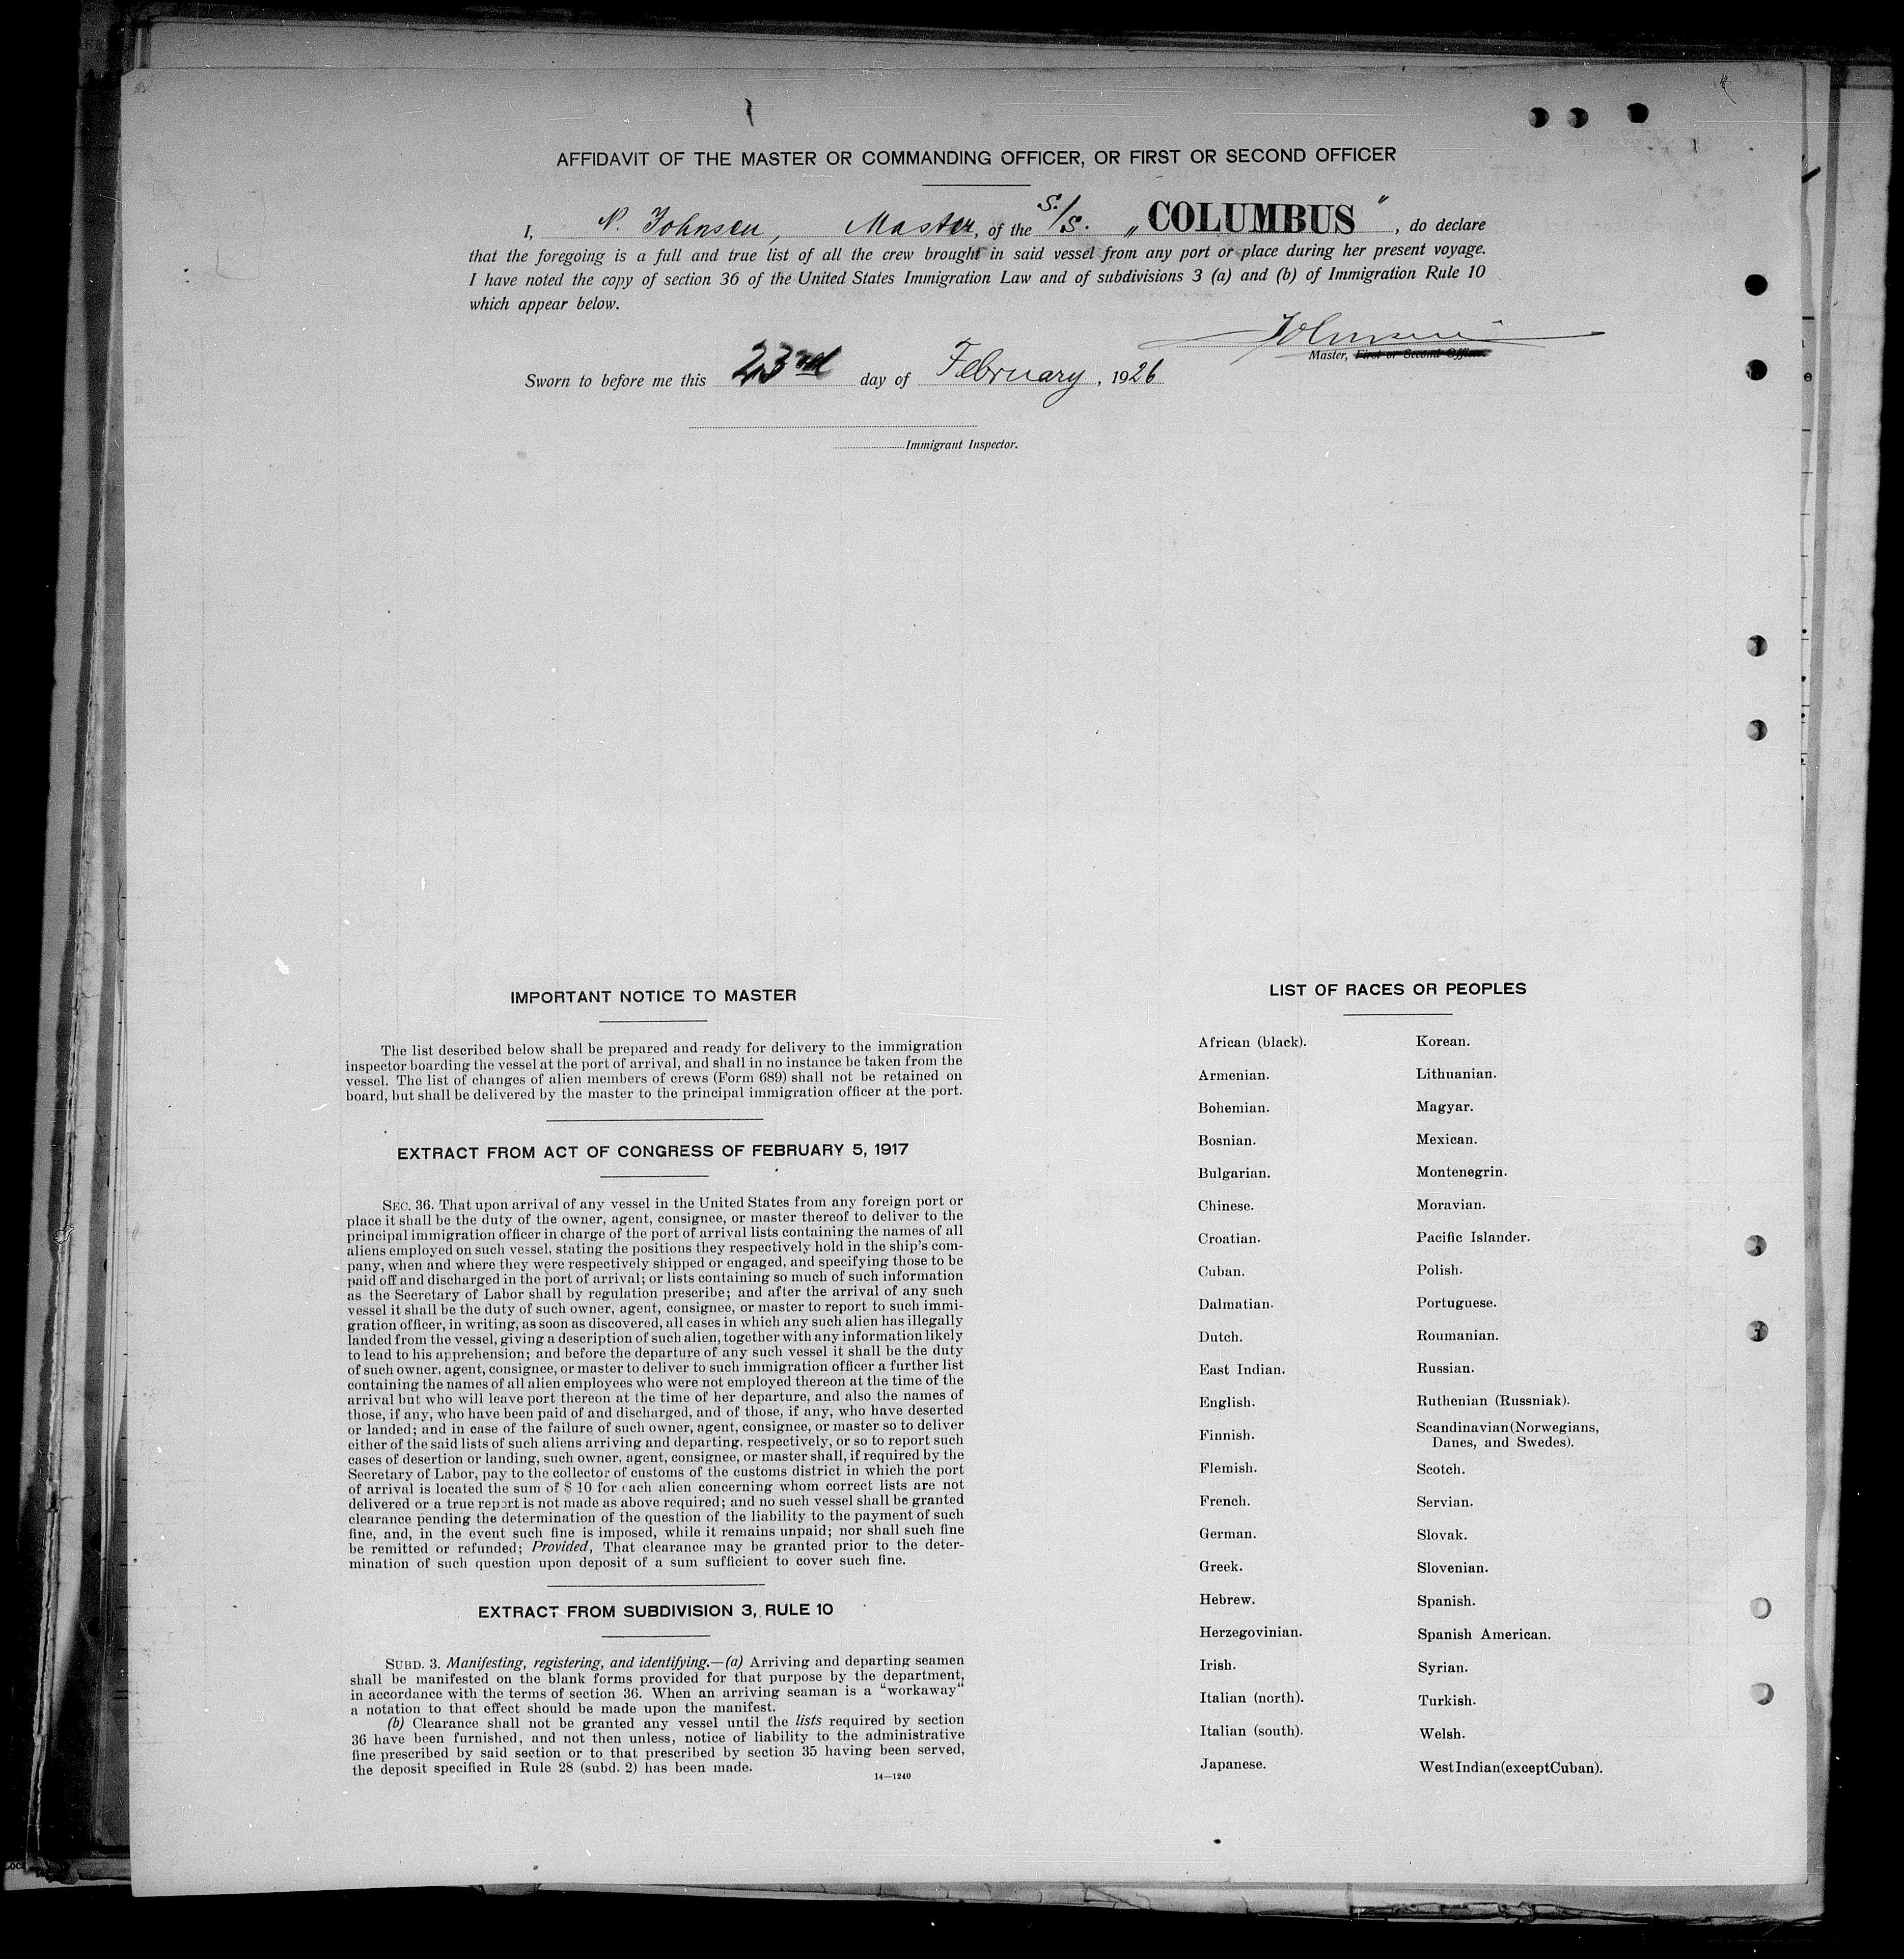 AFFIDAVIT OF THE MASTER OR COMMANDING OFFICER, OR FIRST OR SECOND OFFICER
I, N. Johnsen, Master, of the S./S. „COLUMBUS", do declare
that the foregoing is a full and true list of all the crew brought in said vessel from any port or place during her present voyage.
I have noted the copy of section 36 of the United States Immigration Law and of subdivisions 3 (a) and (b) of Immigration Rule 10
which appear below.
Johnsen
Master, First or Second Officer.
Sworn to before me this 23rd day of February, 1926
Immigrant Inspector.
IMPORTANT NOTICE TO MASTER
The list described below shall be prepared and ready for delivery to the immigration
inspector boarding the vessel at the port of arrival, and shall in no instance be taken from the
vessel. The list of changes of alien members of crews (Form 689) shall not be retained on
board, but shall be delivered by the master to the principal immigration officer at the port.
EXTRACT FROM ACT OF CONGRESS OF FEBRUARY 5, 1917
SEC. 36. That upon arrival of any vessel in the United States from any foreign port or
place it shall be the duty of the owner, agent, consignee, or master thereof to deliver to the
principal immigration officer in charge of the port of arrival lists containing the names of all
aliens employed on such vessel, stating the positions they respectively hold in the ship's com-
pany, when and where they were respectively shipped or engaged, and specifying those to be
paid off and discharged in the port of arrival; or lists containing so much of such information
as the Secretary of Labor shall by regulation prescribe; and after the arrival of any such
vessel it shall be the duty of such owner, agent, consignee, or master to report to such immi-
gration officer, in writing, as soon as discovered, all cases in which any such alien has illegally
landed from the vessel, giving a description of such alien, together with any information likely
to lead to his apprehension; and before the departure of any such vessel it shall be the duty
of such owner, agent, consignee, or master to deliver to such immigration officer a further list
containing the names of all alien employees who were not employed thereon at the time of the
arrival but who will leave port thereon at the time of her departure, and also the names of
those, if any, who have been paid of and discharged, and of those, if any, who have deserted
or landed; and in case of the failure of such owner, agent, consignee, or master so to deliver
either of the said lists of such aliens arriving and departing, respectively, or so to report such
cases of desertion or landing, such owner, agent, consignee, or master shall, if required by the
Secretary of Labor, pay to the collector of customs of the customs district in which the port
of arrival is located the sum of $ 10 for each alien concerning whom correct lists are not
delivered or a true report is not made as above required; and no such vessel shall be granted
clearance pending the determination of the question of the liability to the payment of such
fine, and, in the event such fine is imposed, while it remains unpaid; nor shall such fine
be remitted or refunded; Provided, That clearance may be granted prior to the deter-
mination of such question upon deposit of a sum sufficient to cover such fine.
EXTRACT FROM SUBDIVISION 3, RULE 10
SUBD. 3. Manifesting, registering, and identifying.—(a) Arriving and departing seamen
shall be manifested on the blank forms provided for that purpose by the department,
in accordance with the terms of section 36. When an arriving seaman is a “workaway“
a notation to that effect should be made upon the manifest.
(b) Clearance shall not be granted any vessel until the lists required by section
36 have been furnished, and not then unless, notice of liability to the administrative
fine prescribed by said section or to that prescribed by section 35 having been served,
the deposit specified in Rule 28 (subd. 2) has been made.
14—1240
LIST OF RACES OR PEOPLES
African (black).
Armenian.
Bohemian.
Bosnian.
Bulgarian.
Chinese.
Croatian.
Cuban.
Dalmatian.
Dutch.
East Indian.
English.
Finnish.
Flemish.
French.
German.
Greek.
Hebrew.
Herzegovinian.
Irish.
Italian (north).
Italian (south).
Japanese.
Korean.
Lithuanian.
Magyar.
Mexican.
Montenegrin.
Moravian.
Pacific Islander.
Polish.
Portuguese.
Roumanian.
Russian.
Ruthenian (Russniak).
Scandinavian (Norwegians,
Danes, and Swedes).
Scotch.
Servian.
Slovak.
Slovenian.
Spanish.
Spanish American.
Syrian.
Turkish.
Welsh.
West Indian (except Cuban).